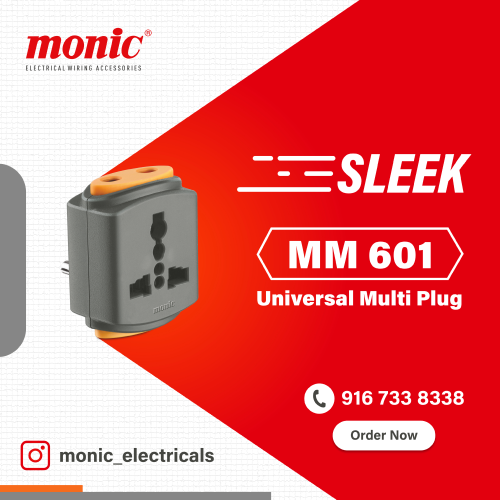 monic®
ELECTRICAL WIRING ACCESSORIES
SLEEK
MM 601
Universal Multi Plug
monic
916 733 8338
Order Now
monic_electricals